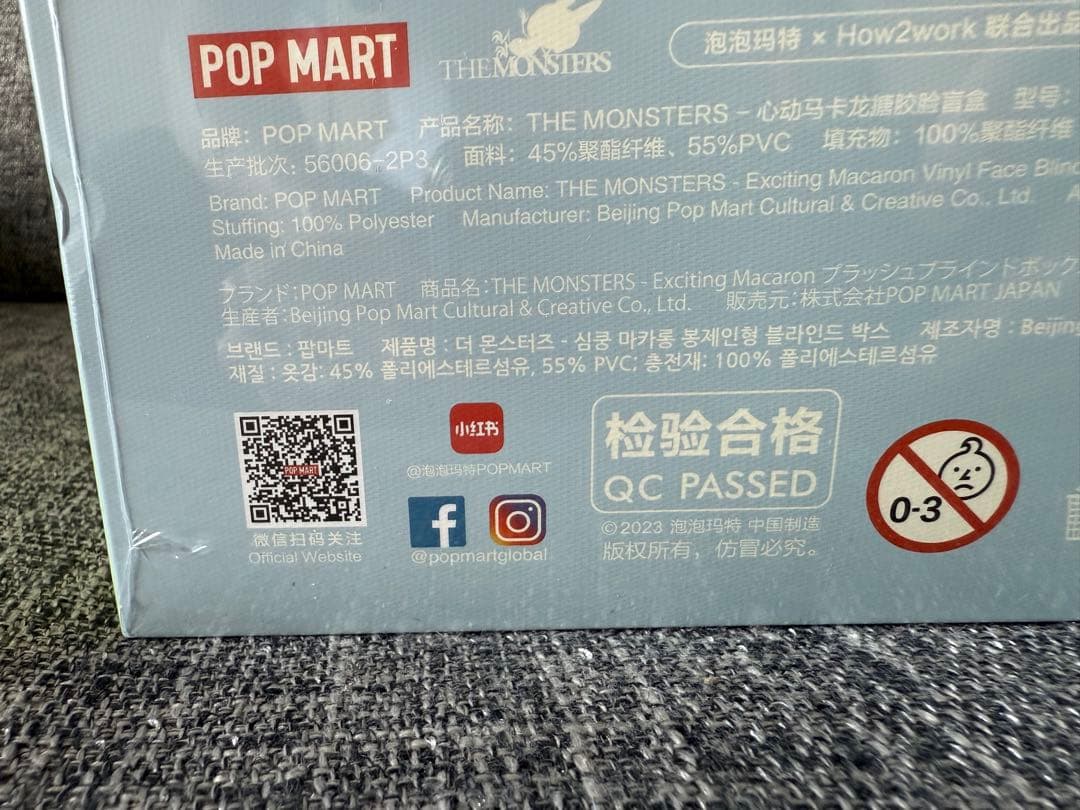 POP MART
THE MONSTERS
泡泡玛特 × How2work 联合出品
品牌：POP MART 产品名称：THE MONSTERS – 心动马卡龙搪胶脸盲盒 型号：
生产批次：56006-2P3 面料：45%聚酯纤维、55%PVC 填充物：100%聚酯纤维
Brand: POP MART Product Name: THE MONSTERS - Exciting Macaron Vinyl Face Blind
Stuffing: 100% Polyester Manufacturer: Beijing Pop Mart Cultural & Creative Co., Ltd. A
Made in China
ブランド：POP MART 商品名：THE MONSTERS - Exciting Macaron プラッシュブラインドボックス
生産者：Beijing Pop Mart Cultural & Creative Co., Ltd. 販売元：株式会社POP MART JAPAN
브랜드 : 팝마트 제품명 : 더 몬스터즈 - 심쿵 마카롱 봉제인형 블라인드 박스 제조자명 : Beijing
재질 : 옷감: 45% 폴리에스테르섬유, 55% PVC; 충전재: 100% 폴리에스테르섬유
POP MART
微信扫码关注
Official Website
小红书
@泡泡玛特POPMART
f
@popmartglobal
检验合格
QC PASSED
©2023 泡泡玛特 中国制造
版权所有，仿冒必究。
0-3